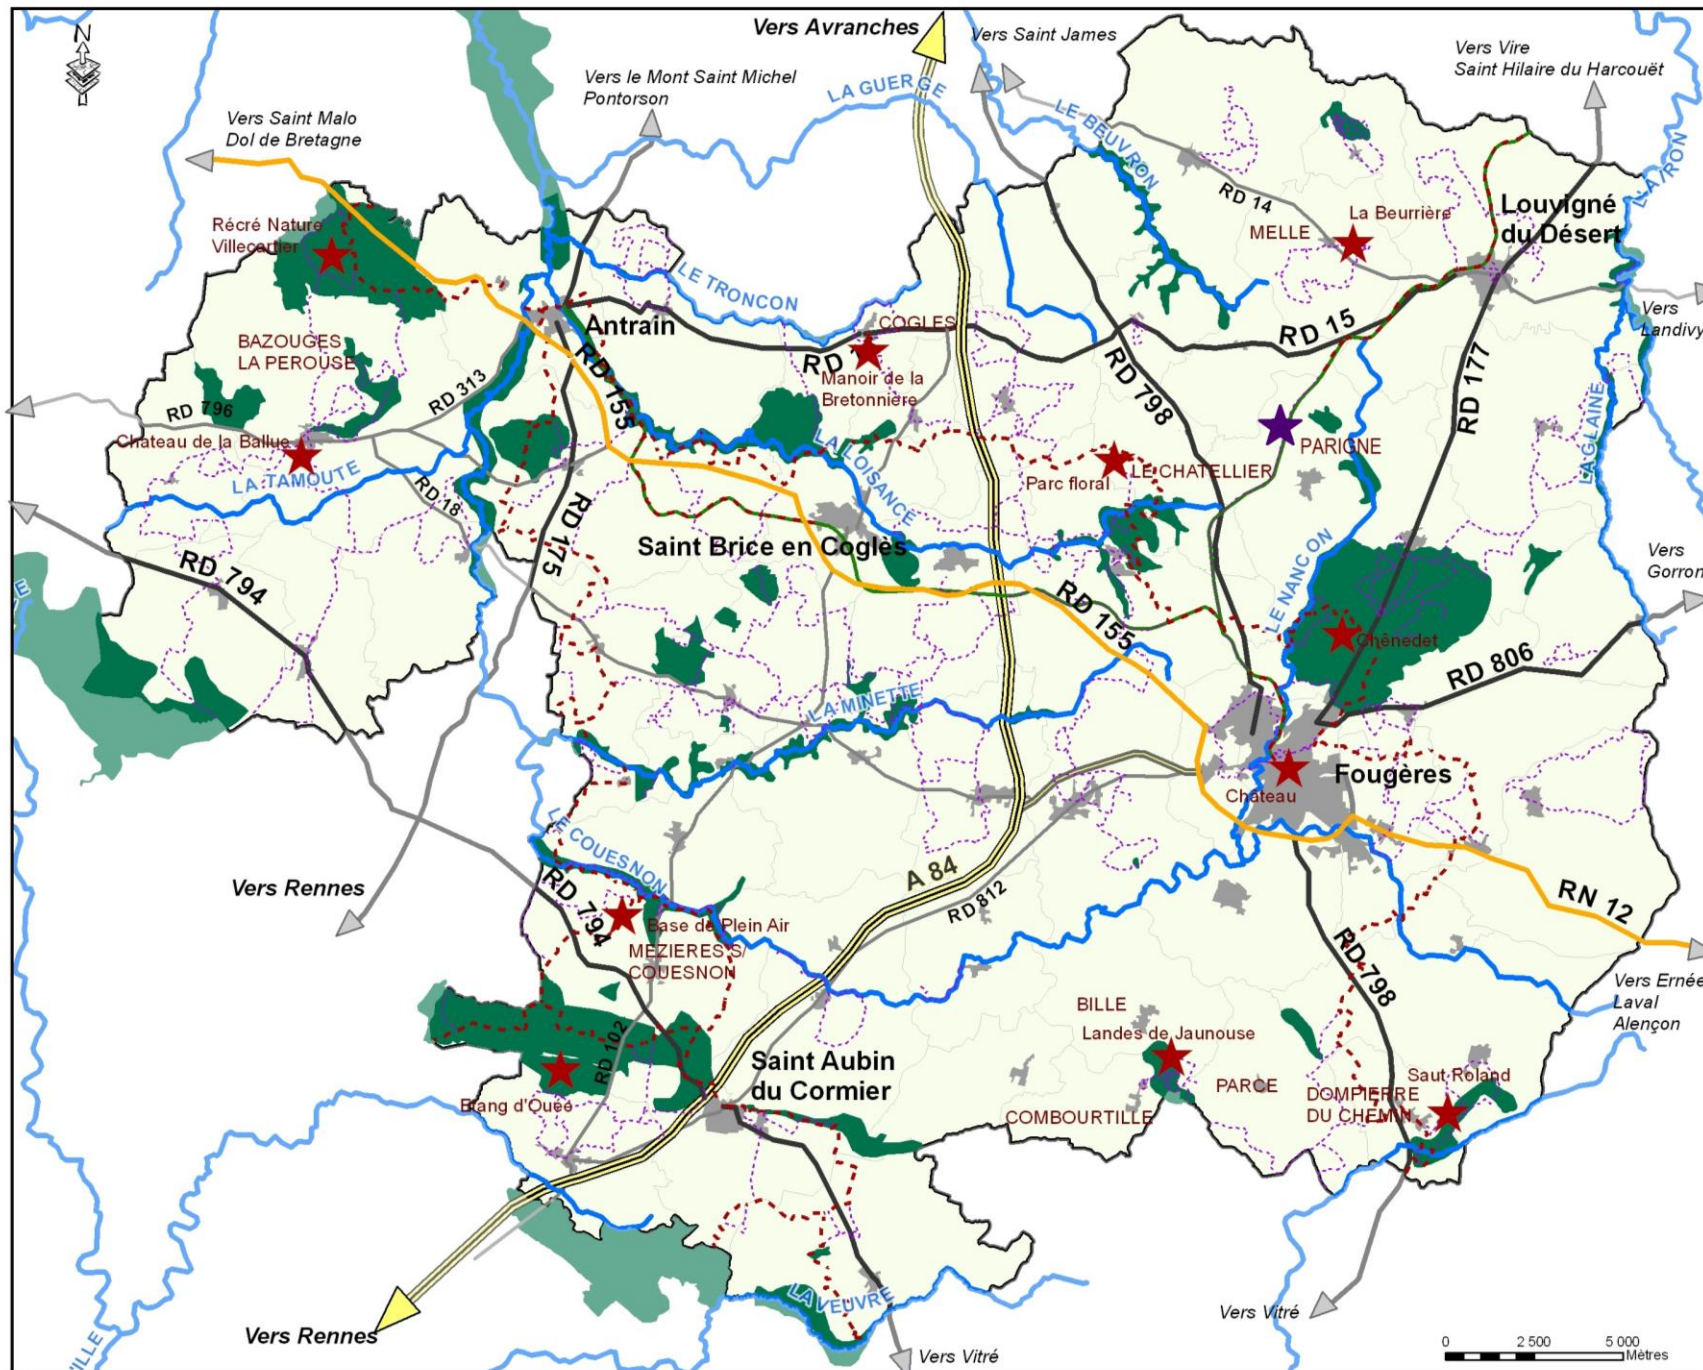 N
Vers Avranches
Vers Saint James
Vers Vire
Saint Hilaire du Harcouët
Vers le Mont Saint Michel
Pontorson
LA GUERGE
Vers Saint Malo
Dol de Bretagne
LE BEUVRON
L'AIRON
RD 14
La Beurrière
MELLE
Louvigné
du Désert
Récré Nature
Villecartier
LE TRONCON
Antrain
COGLES
RD 15
Vers
Landivy
BAZOUGES
LA PEROUSE
RD 313
RD 155
RD 1
Manoir de la
Bretonnière
RD 798
RD 177
RD 796
Château de la Ballue
LA TAMOUTE
RD 18
LA LOISANCE
Parc floral
LE CHATELLIER
PARIGNE
LA GLAINE
RD 175
Saint Brice en Coglès
RD 794
RD 155
LE NANCON
Vers
Gorron
Chênedet
RD 806
LA MINETTE
Fougères
Château
LE COUESNON
Vers Rennes
RD 794
A 84
RD 812
RN 12
Base de Plein Air
MEZIERES S/
COUESNON
RD 798
Vers Ernée
Laval
Alençon
BILLE
Landes de Jaunouse
RD 102
Saint Aubin
du Cormier
Etang d'Ouée
PARCE
COMBOURTILLE
DOMPIERRE
DU CHEMIN
Saut Roland
LA VEUVRE
Vers Rennes
Vers Vitré
Vers Vitré
0 2 500 5 000
Mètres